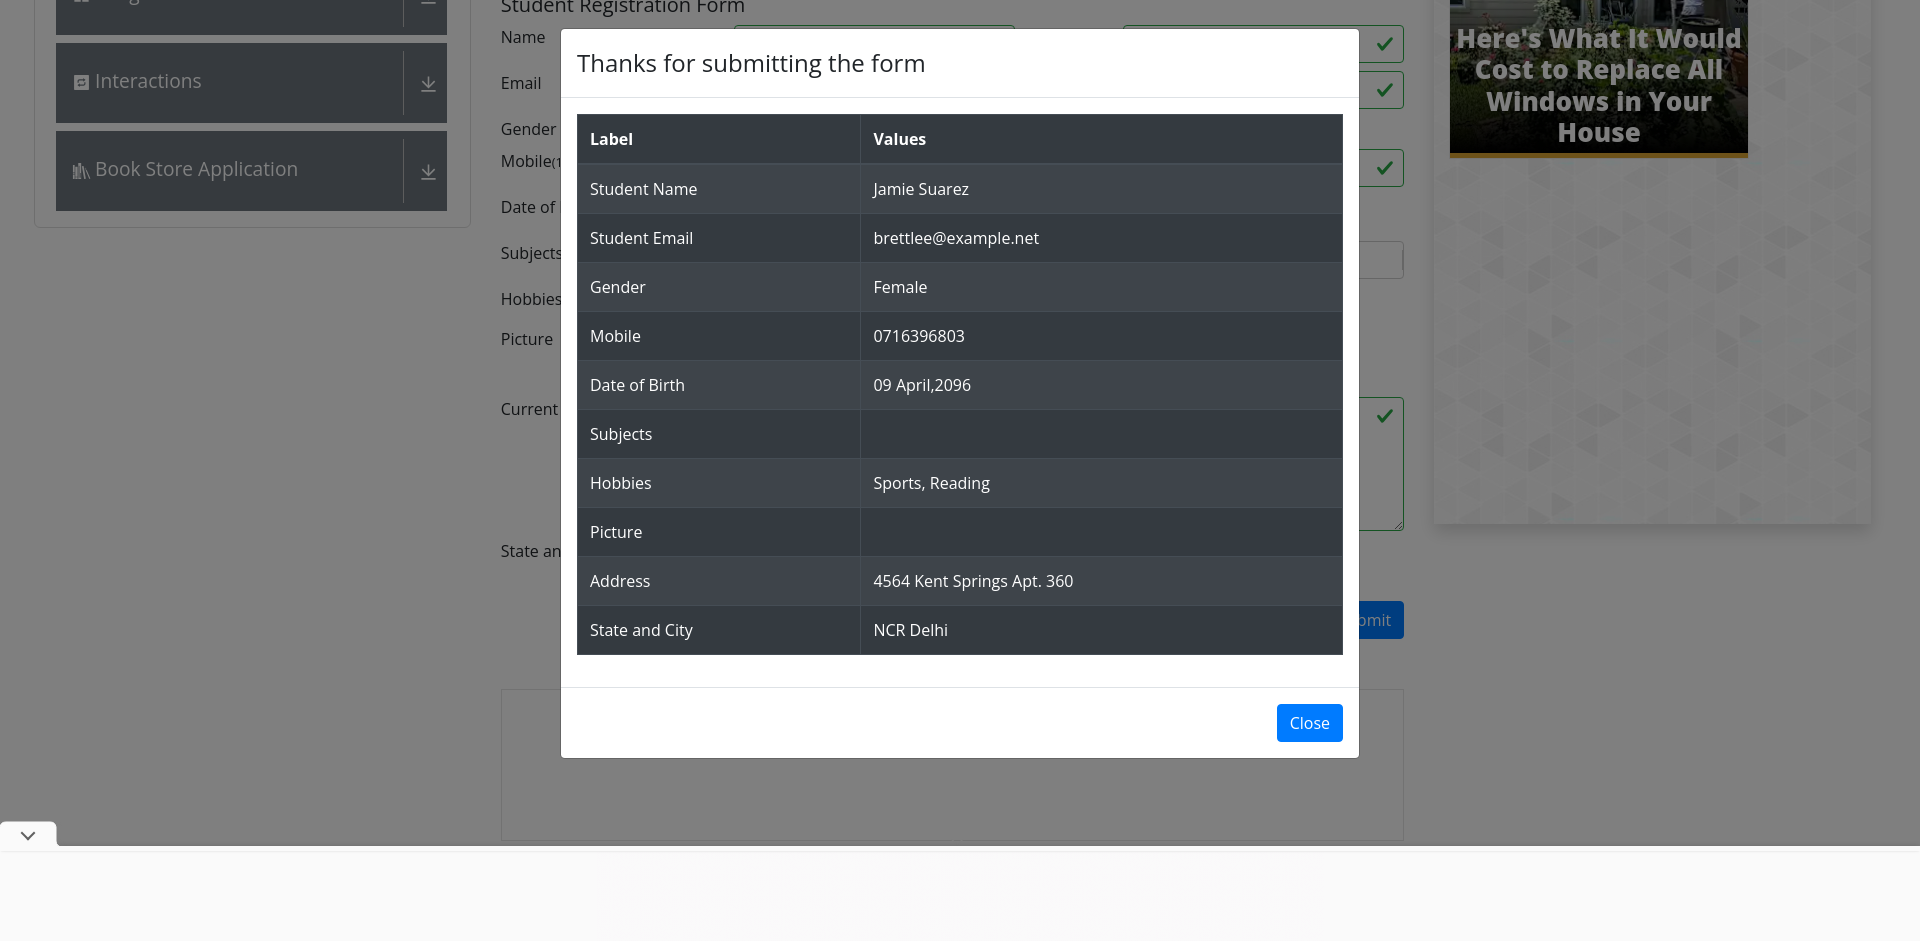 Student Registration Form
Name
Interactions
Email
Gender
Mobile
Book Store Application
Date of
Subjects
Hobbies
Picture
Current
State an
bmit
Thanks for submitting the form
Label Values
Student Name Jamie Suarez
Student Email brettlee@example.net
Gender Female
Mobile 0716396803
Date of Birth 09 April,2096
Subjects
Hobbies Sports, Reading
Picture
Address 4564 Kent Springs Apt. 360
State and City NCR Delhi
Close
Here's What It Would
Cost to Replace All
Windows in Your
House